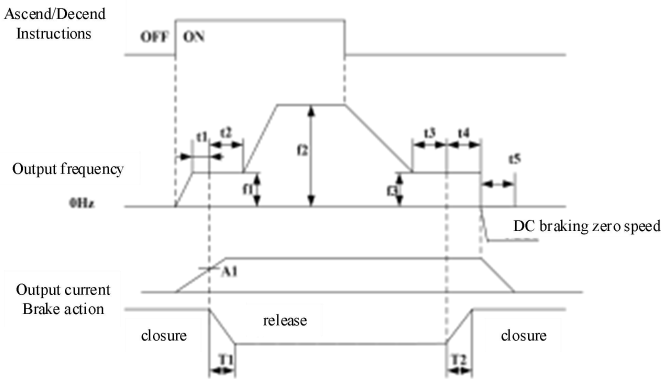 Ascend/Decend
Instructions
OFF ON
t1 t2 t3 t4
t5
f2
Output frequency
f1 f3
0Hz
DC braking zero speed
A1
Output current
Brake action
release
closure closure
T1 T2